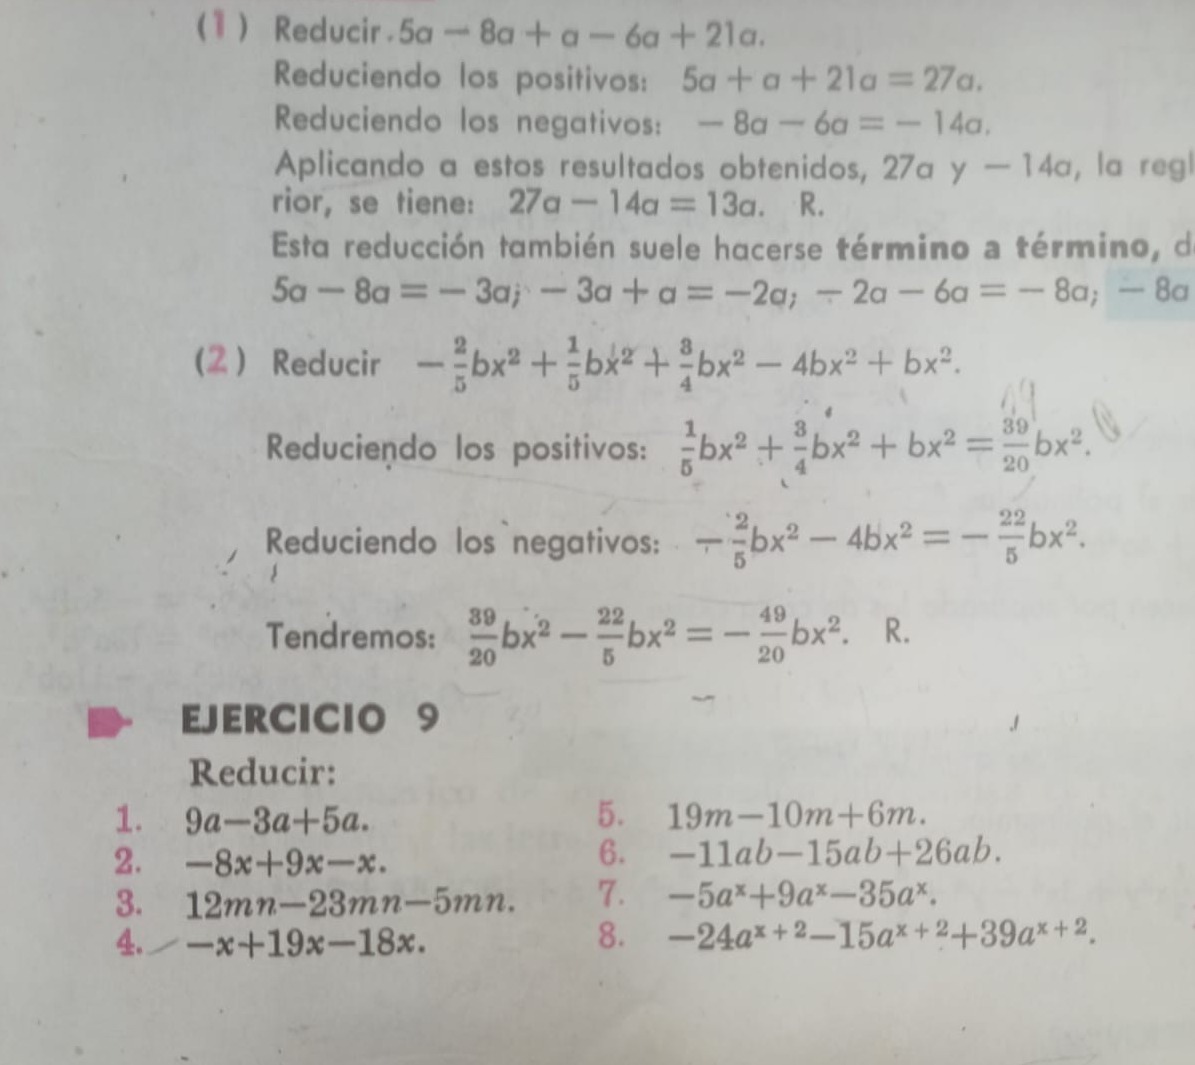 (1) Reducir 5a − 8a + a − 6a + 21a.
Reduciendo los positivos: 5a + a + 21a = 27a.
Reduciendo los negativos: − 8a − 6a = − 14a.
Aplicando a estos resultados obtenidos, 27a y − 14a, la regl
rior, se tiene: 27a − 14a = 13a. R.
Esta reducción también suele hacerse término a término, d
5a − 8a = − 3a; − 3a + a = −2a; − 2a − 6a = − 8a; − 8a
(2) Reducir − 2/5 bx² + 1/5 bx² + 3/4 bx² − 4bx² + bx².
Reduciendo los positivos: 1/5 bx² + 3/4 bx² + bx² = 39/20 bx².
Reduciendo los negativos: − 2/5 bx² − 4bx² = − 22/5 bx².
Tendremos: 39/20 bx² − 22/5 bx² = − 49/20 bx². R.
EJERCICIO 9
Reducir:
1. 9a−3a+5a.
2. −8x+9x−x.
3. 12mn−23mn−5mn.
4. −x+19x−18x.
5. 19m−10m+6m.
6. −11ab−15ab+26ab.
7. −5aˣ+9aˣ−35aˣ.
8. −24aˣ⁺²−15aˣ⁺²+39aˣ⁺².